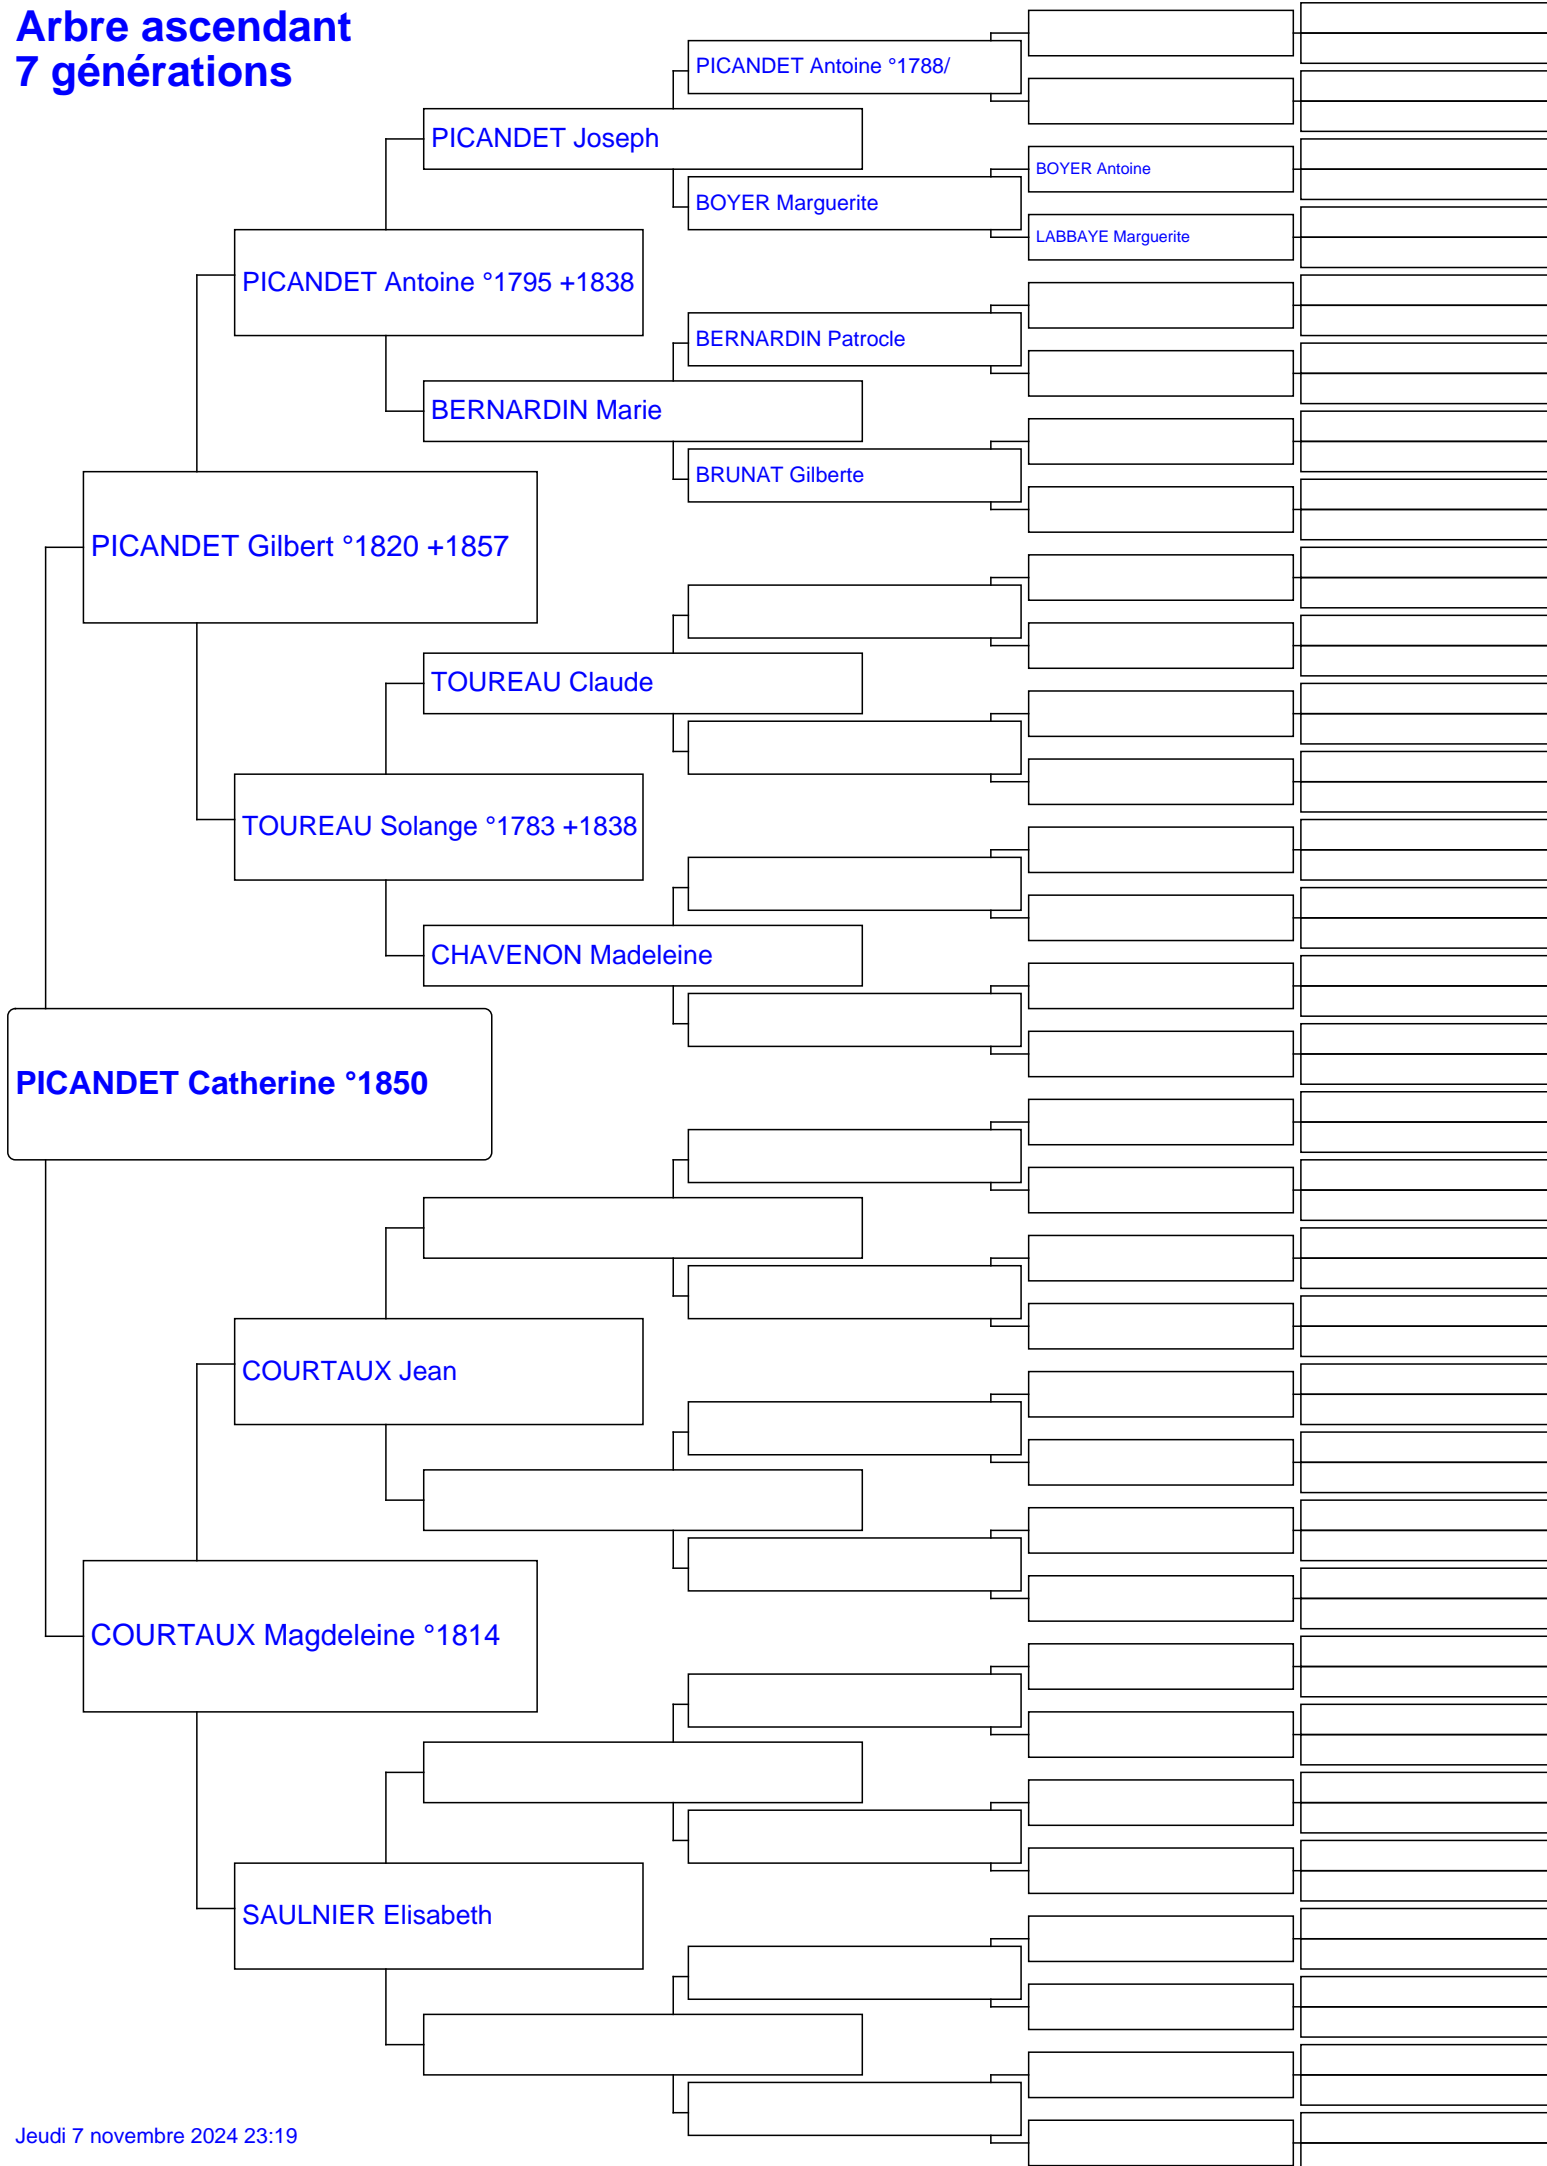 Arbre ascendant
7 générations
PICANDET Antoine °1788/
PICANDET Joseph
BOYER Antoine
BOYER Marguerite
LABBAYE Marguerite
PICANDET Antoine °1795 +1838
BERNARDIN Patrocle
BERNARDIN Marie
BRUNAT Gilberte
PICANDET Gilbert °1820 +1857
TOUREAU Claude
TOUREAU Solange °1783 +1838
CHAVENON Madeleine
PICANDET Catherine °1850
COURTAUX Jean
COURTAUX Magdeleine °1814
SAULNIER Elisabeth
Jeudi 7 novembre 2024 23:19